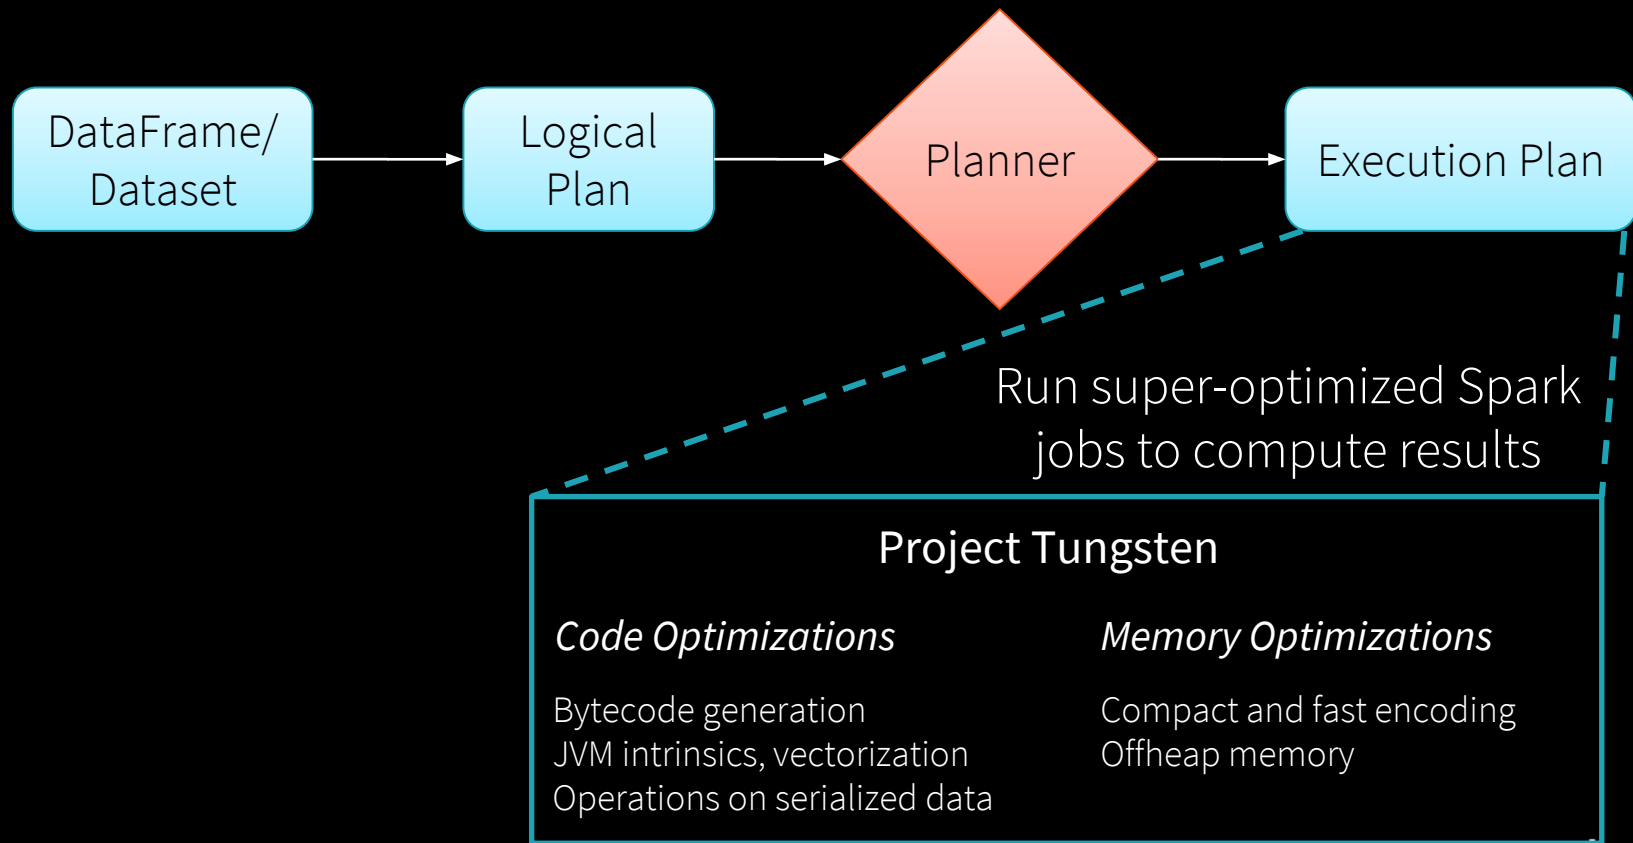 DataFrame/
Dataset
Logical
Plan
Planner
Execution Plan
Run super-optimized Spark
jobs to compute results
Project Tungsten
Code Optimizations
Bytecode generation
JVM intrinsics, vectorization
Operations on serialized data
Memory Optimizations
Compact and fast encoding
Offheap memory